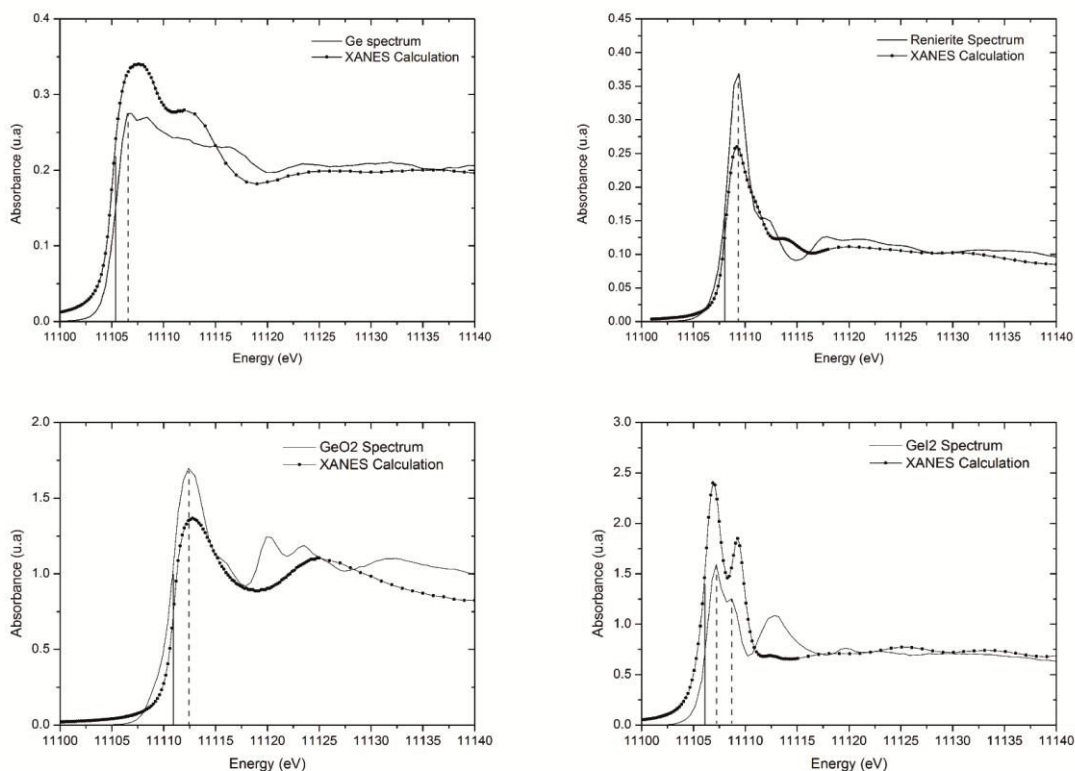 Ge spectrum
XANES Calculation
Absorbance (u.a)
0.4
0.3
0.2
0.1
0.0
11100 11105 11110 11115 11120 11125 11130 11135 11140
Energy (eV)
Renierite Spectrum
XANES Calculation
Absorbance (u.a)
0.45
0.40
0.35
0.30
0.25
0.20
0.15
0.10
0.05
0.00
11100 11105 11110 11115 11120 11125 11130 11135 11140
Energy (eV)
GeO2 Spectrum
XANES Calculation
Absorbance (u.a)
2.0
1.5
1.0
0.5
0.0
11100 11105 11110 11115 11120 11125 11130 11135 11140
Energy (eV)
GeI2 Spectrum
XANES Calculation
Absorbance (u.a)
3.0
2.5
2.0
1.5
1.0
0.5
0.0
11100 11105 11110 11115 11120 11125 11130 11135 11140
Energy (eV)